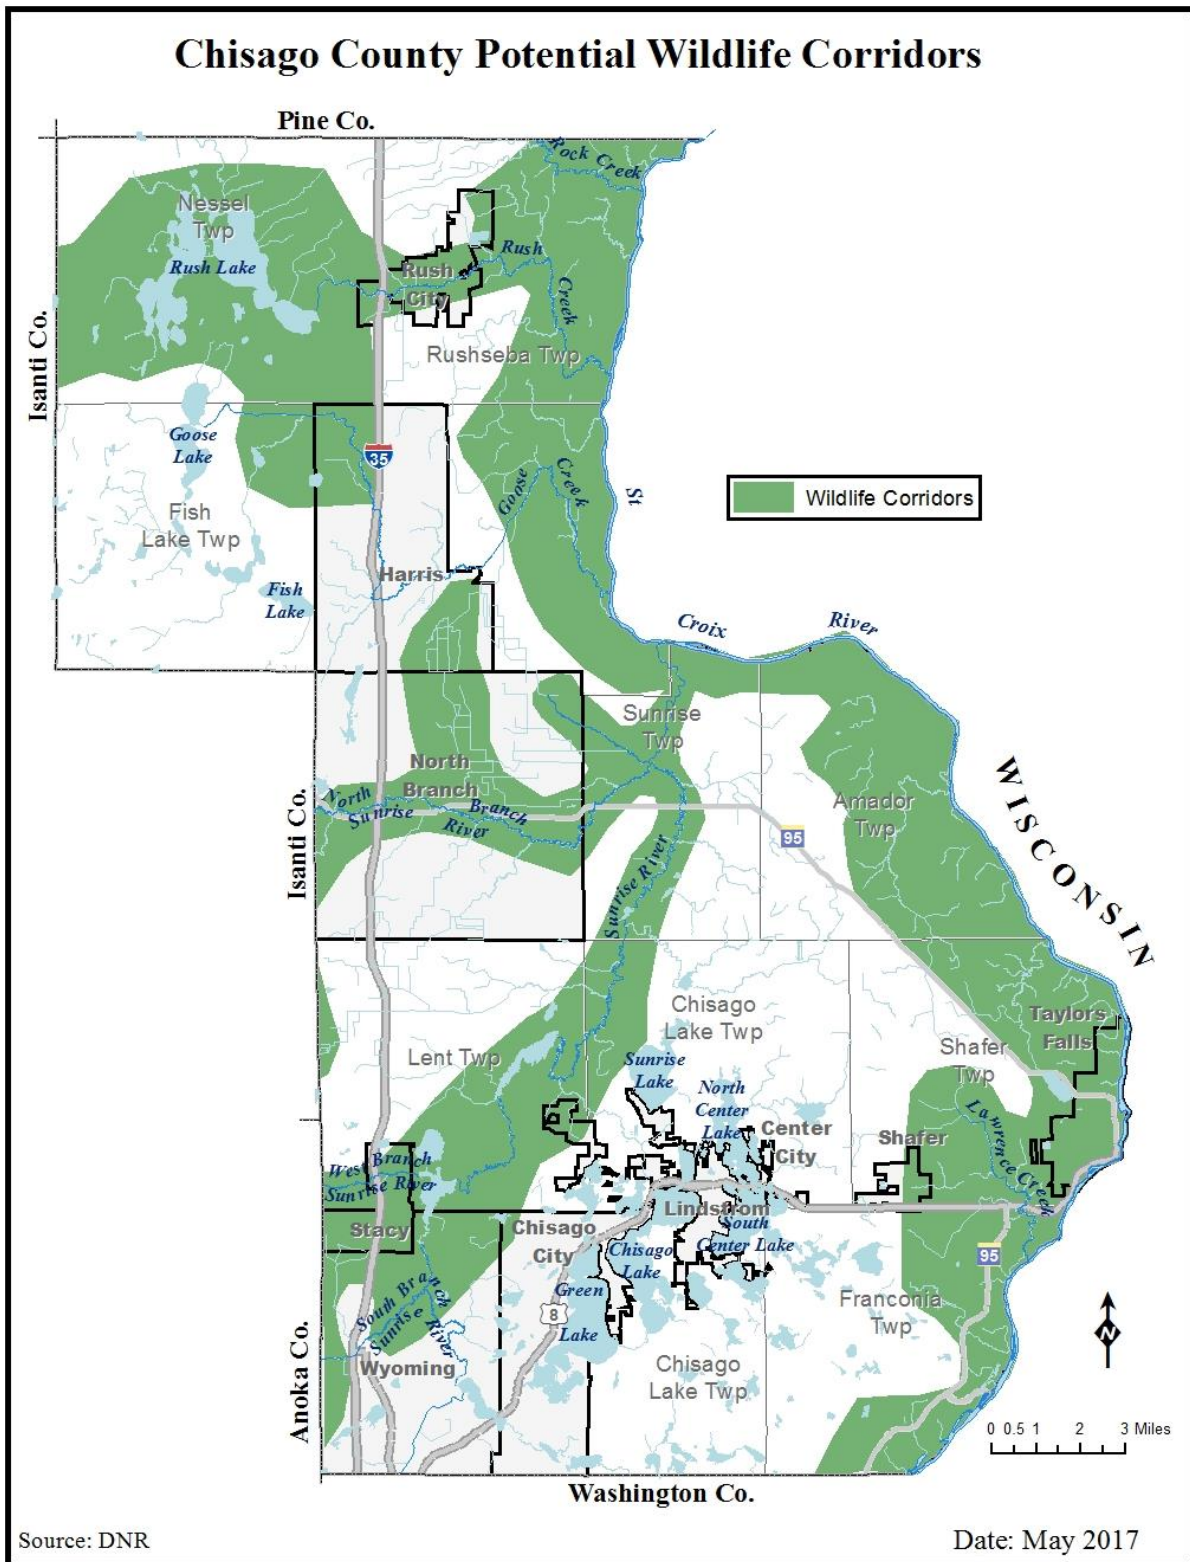 Chisago County Potential Wildlife Corridors
Pine Co.
Rock Creek
Nessel
Twp
Rush Lake
Rush
Creek
Rush
City
Isanti Co.
Rushseba Twp
Goose
Lake
35
Goose
Creek
St
Wildlife Corridors
Fish
Lake Twp
Harris
Fish
Lake
Croix
River
Sunrise
Twp
North
Branch
WISCONSIN
Isanti Co.
North
Branch
Sunrise
River
Amador
Twp
95
Sunrise River
Chisago
Lake Twp
Taylors
Falls
Lent Twp
Shafer
Twp
Sunrise
Lake
North
Center
Lake
Center
City
Shafer
Lawrence Creek
West Branch
Sunrise River
Stacy
Chisago
City
Lindstrom
South
Center Lake
Chisago
Lake
95
South Branch
Sunrise River
Green
Lake
8
Franconia
Twp
N
Anoka Co.
Wyoming
Chisago
Lake Twp
0 0.5 1 2 3 Miles
Washington Co.
Source: DNR
Date: May 2017